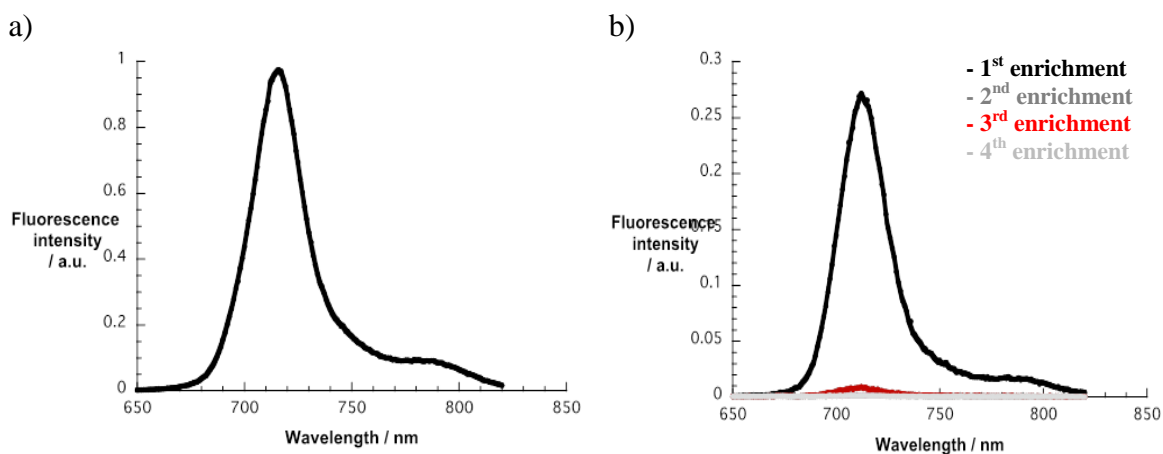 a)
1
0.8
0.6
0.4
0.2
0
Fluorescence
intensity
/ a.u.
650
700
750
800
850
Wavelength / nm
b)
0.3
0.25
0.2
0.15
0.1
0.05
0
Fluorescence
intensity
/ a.u.
- 1st enrichment
- 2nd enrichment
- 3rd enrichment
- 4th enrichment
650
700
750
800
850
Wavelength / nm